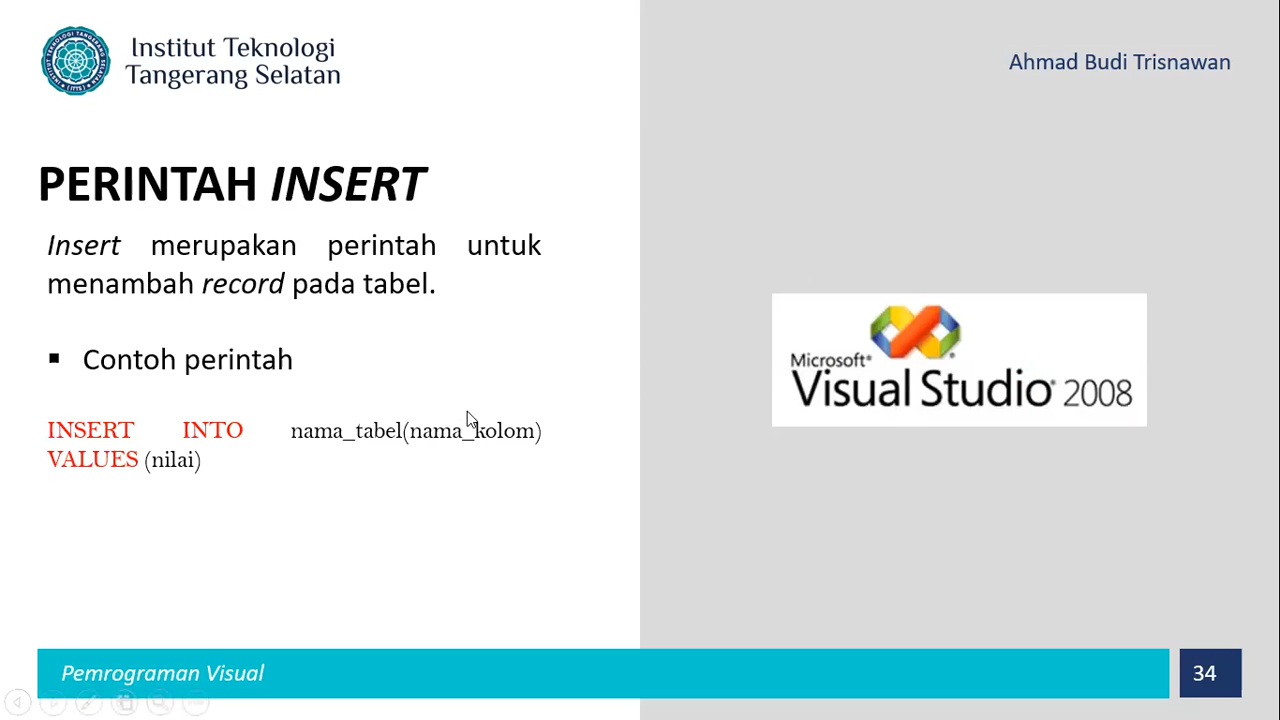 Institut Teknologi
Tangerang Selatan
Ahmad Budi Trisnawan
PERINTAH INSERT
Insert merupakan perintah untuk
menambah record pada tabel.
▪ Contoh perintah
INSERT INTO nama_tabel(nama_kolom)
VALUES (nilai)
Microsoft®
Visual Studio® 2008
Pemrograman Visual
34